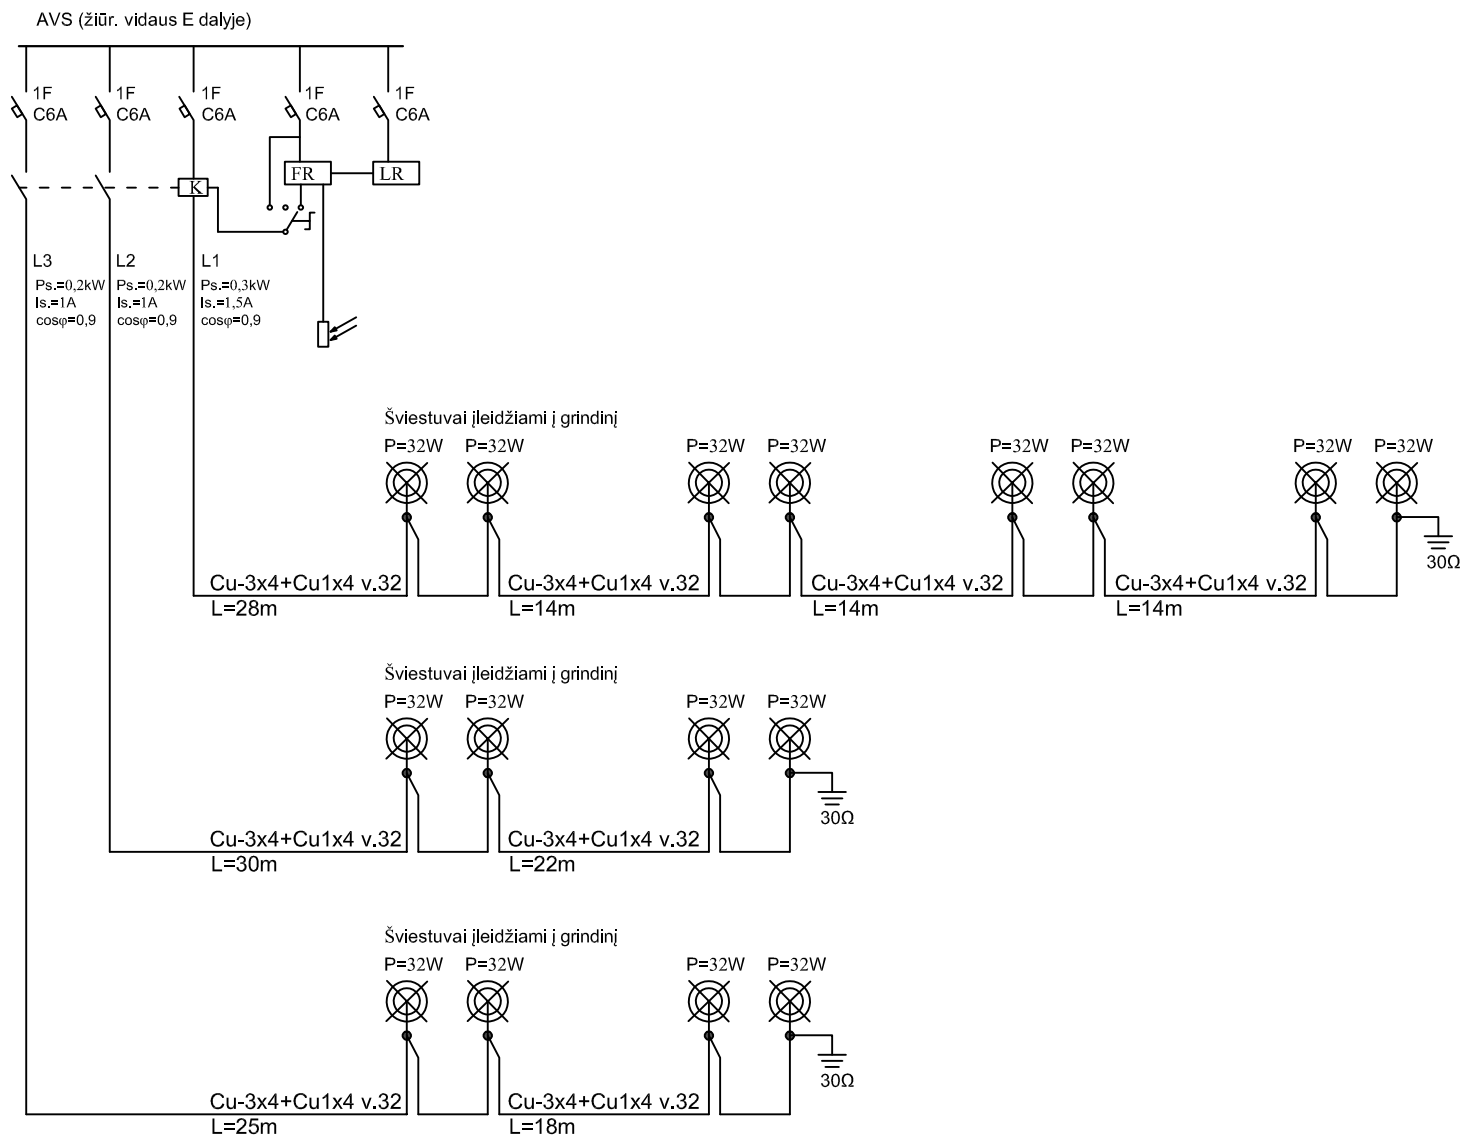 AVS (žiūr. vidaus E dalyje)
1F 1F 1F 1F 1F
C6A C6A C6A C6A C6A
K FR LR
L3 L2 L1
Ps.=0,2kW Ps.=0,2kW Ps.=0,3kW
Is.=1A Is.=1A Is.=1,5A
cosφ=0,9 cosφ=0,9 cosφ=0,9
Šviestuvai įleidžiami į grindinį
P=32W P=32W P=32W P=32W P=32W P=32W P=32W P=32W
30Ω
Cu-3x4+Cu1x4 v.32 Cu-3x4+Cu1x4 v.32 Cu-3x4+Cu1x4 v.32 Cu-3x4+Cu1x4 v.32
L=28m L=14m L=14m L=14m
Šviestuvai įleidžiami į grindinį
P=32W P=32W P=32W P=32W
30Ω
Cu-3x4+Cu1x4 v.32 Cu-3x4+Cu1x4 v.32
L=30m L=22m
Šviestuvai įleidžiami į grindinį
P=32W P=32W P=32W P=32W
30Ω
Cu-3x4+Cu1x4 v.32 Cu-3x4+Cu1x4 v.32
L=25m L=18m